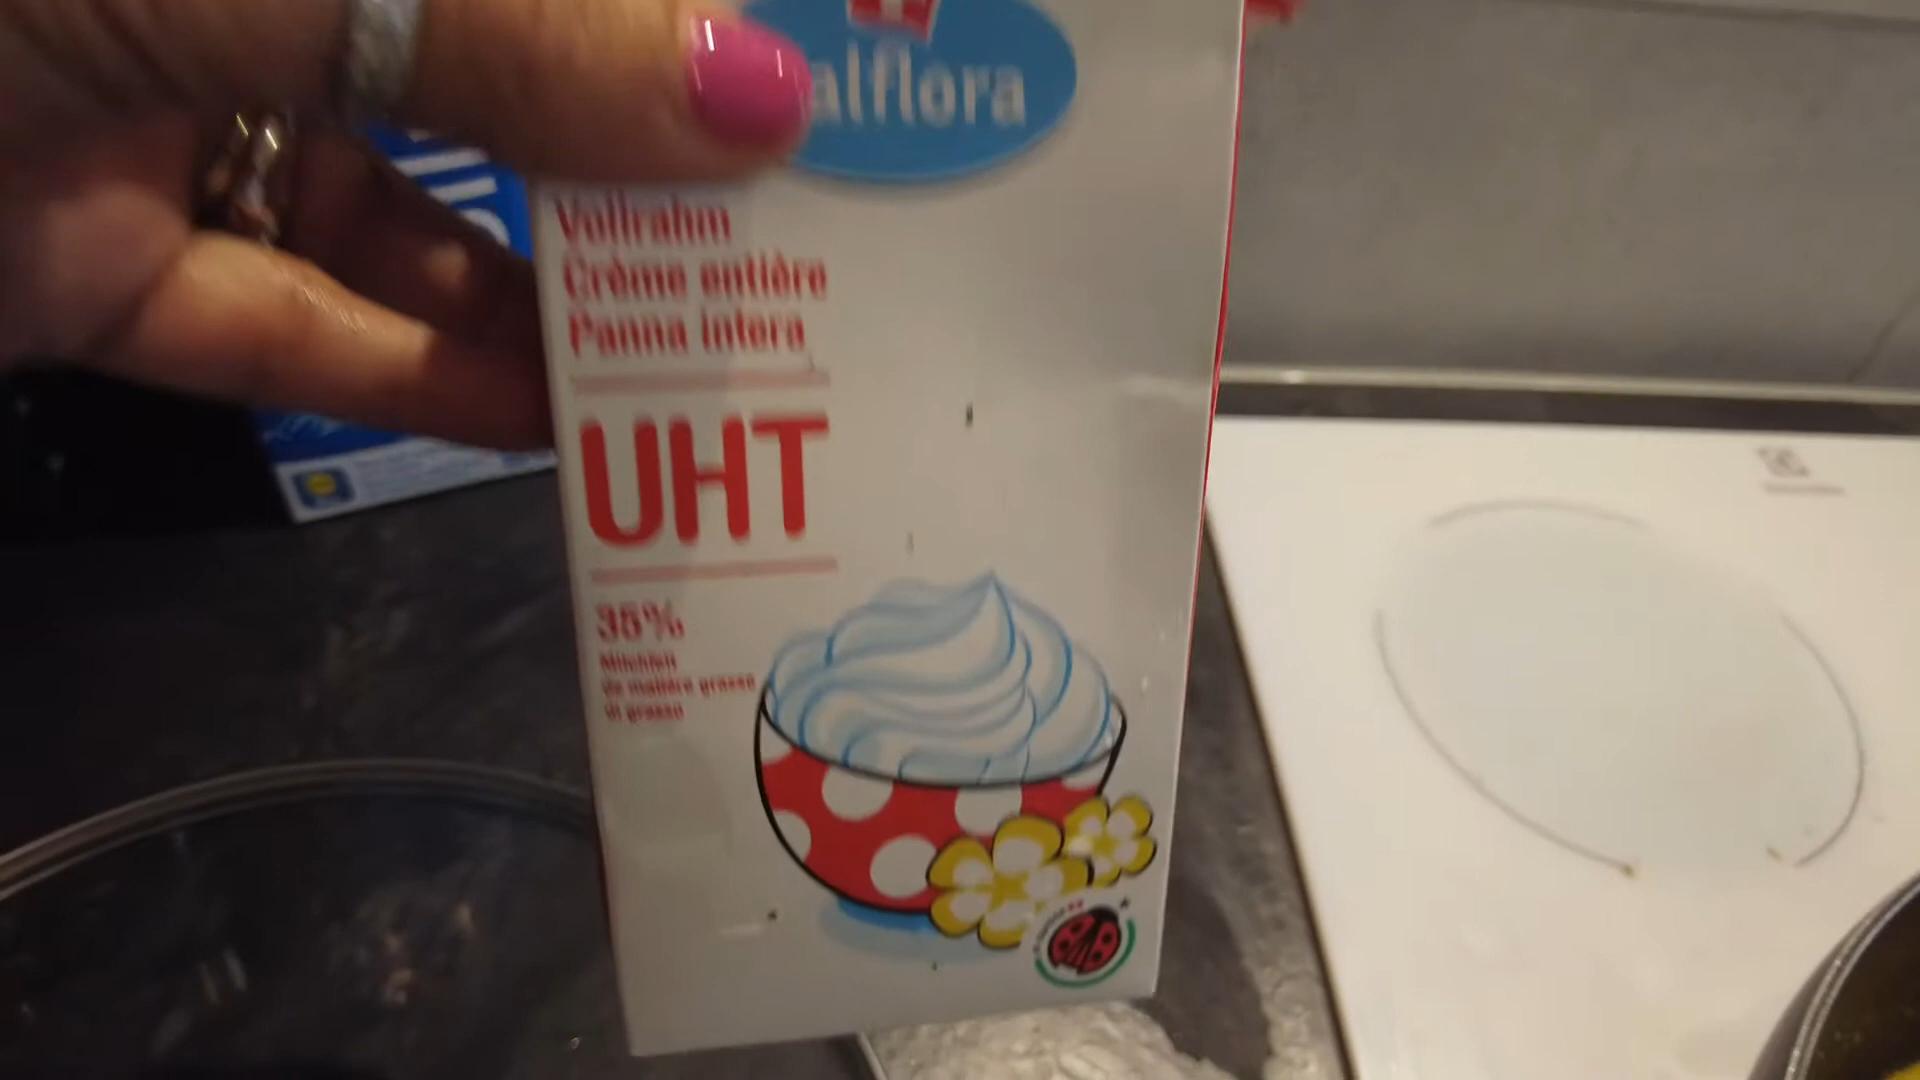 alflora
Vollrahm
Crème entière
Panna intera
UHT
35%
Milchfett
de matière grasse
di grasso